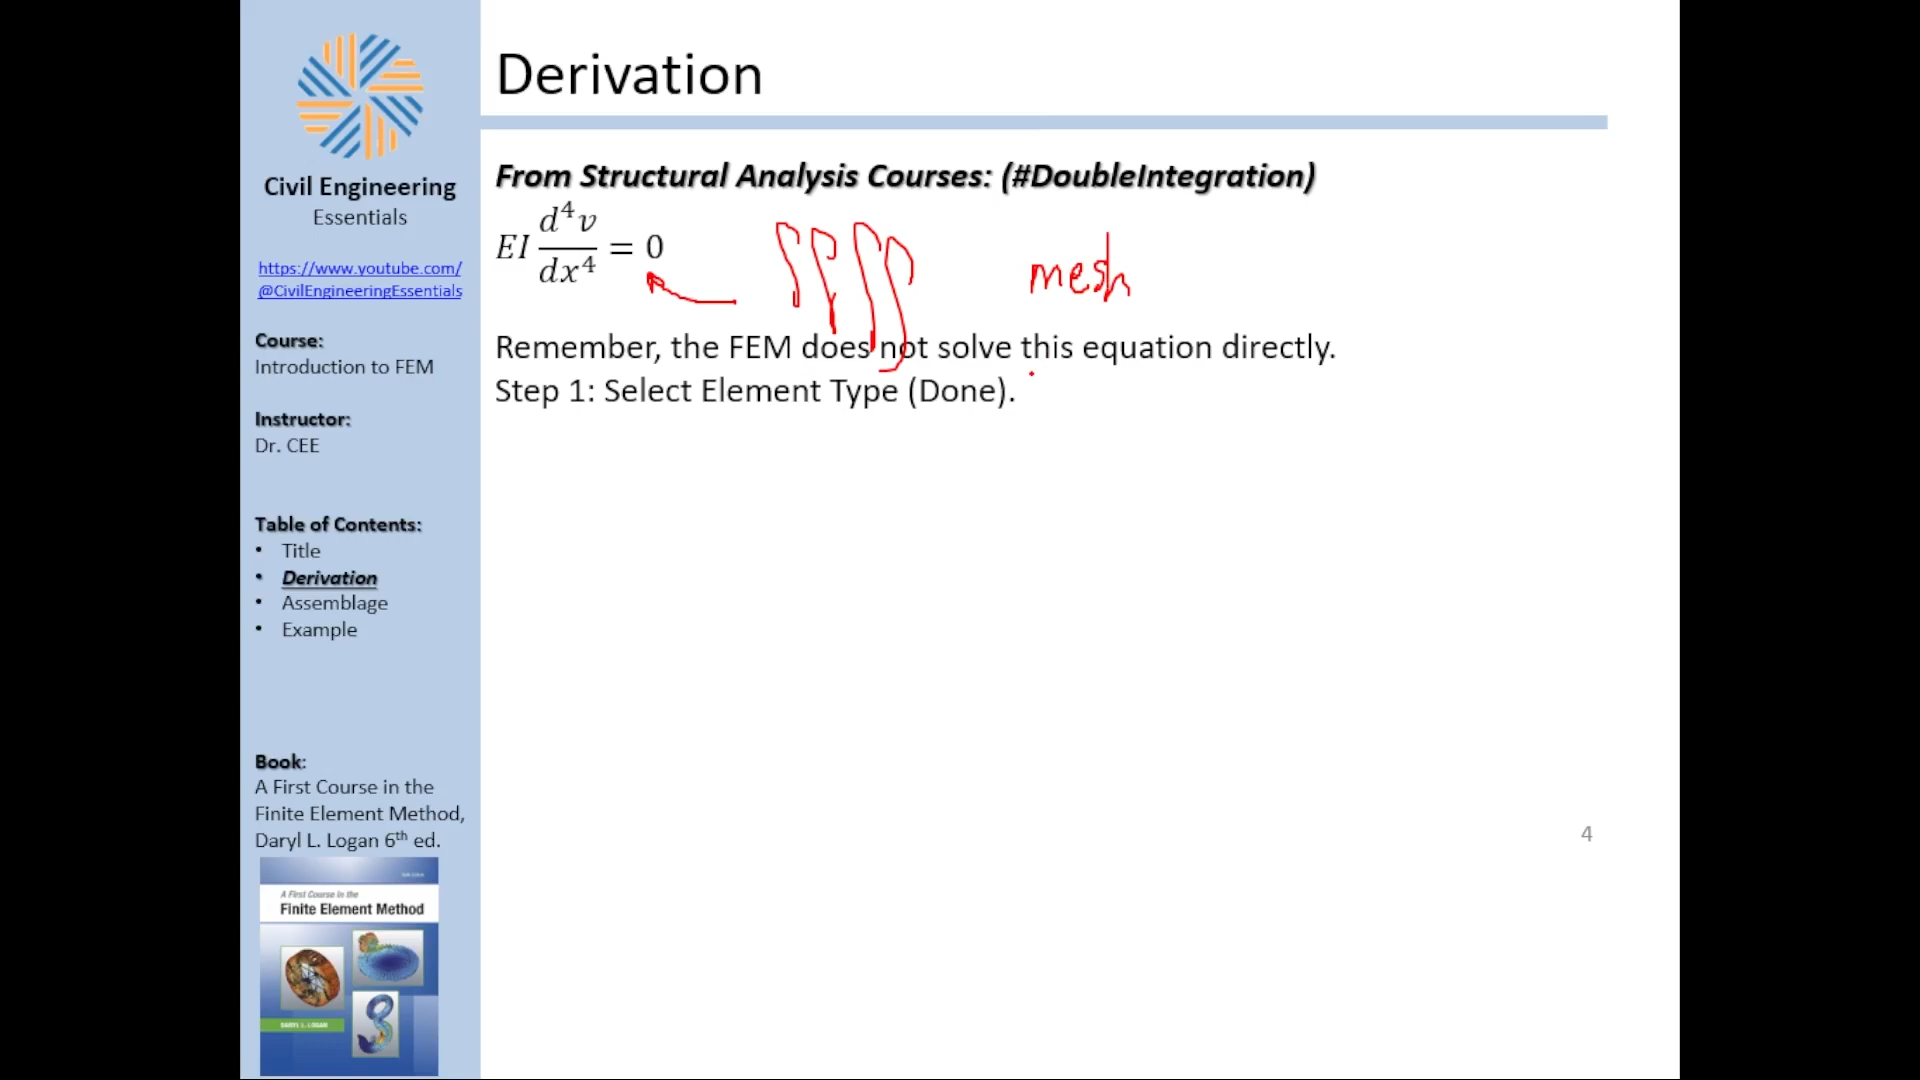 Civil Engineering
Essentials
https://www.youtube.com/
@CivilEngineeringEssentials
Course:
Introduction to FEM
Instructor:
Dr. CEE
Table of Contents:
• Title
• Derivation
• Assemblage
• Example
Book:
A First Course in the
Finite Element Method,
Daryl L. Logan 6th ed.
A First Course in the
Finite Element Method
DARYL L. LOGAN
Derivation
From Structural Analysis Courses: (#DoubleIntegration)
EI d⁴v/dx⁴ = 0
∫∫∫∫
mesh
Remember, the FEM does not solve this equation directly.
Step 1: Select Element Type (Done).
4